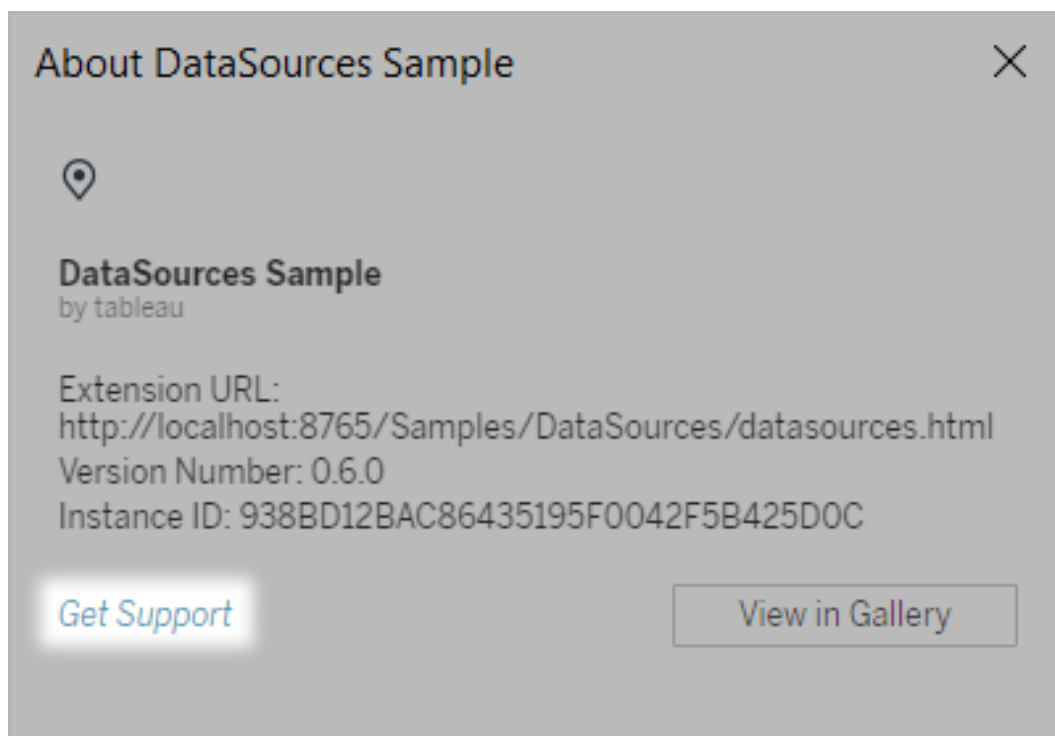 About DataSources Sample
DataSources Sample
by tableau
Extension URL:
http://localhost:8765/Samples/DataSources/datasources.html
Version Number: 0.6.0
Instance ID: 938BD12BAC86435195F0042F5B425D0C
Get Support
View in Gallery